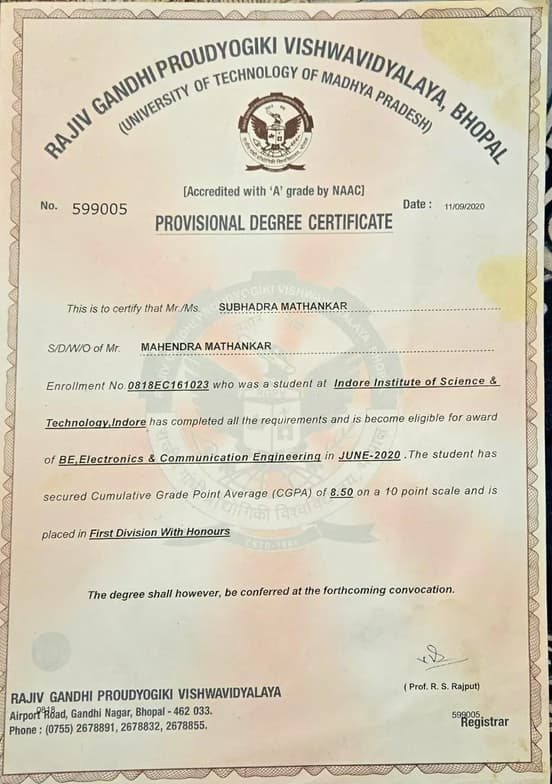 RAJIV GANDHI PROUDYOGIKI VISHWAVIDYALAYA, BHOPAL
(UNIVERSITY OF TECHNOLOGY OF MADHYA PRADESH)
[Accredited with 'A' grade by NAAC]
No. 599005
Date : 11/09/2020
PROVISIONAL DEGREE CERTIFICATE
This is to certify that Mr./Ms. SUBHADRA MATHANKAR
S/D/W/O of Mr. MAHENDRA MATHANKAR
Enrollment No.0818EC161023 who was a student at Indore Institute of Science &
Technology,Indore has completed all the requirements and is become eligible for award
of BE,Electronics & Communication Engineering in JUNE-2020 .The student has
secured Cumulative Grade Point Average (CGPA) of 8.50 on a 10 point scale and is
placed in First Division With Honours
The degree shall however, be conferred at the forthcoming convocation.
( Prof. R. S. Rajput)
RAJIV GANDHI PROUDYOGIKI VISHWAVIDYALAYA
0818
Airport Road, Gandhi Nagar, Bhopal - 462 033.
Phone : (0755) 2678891, 2678832, 2678855.
599005
Registrar